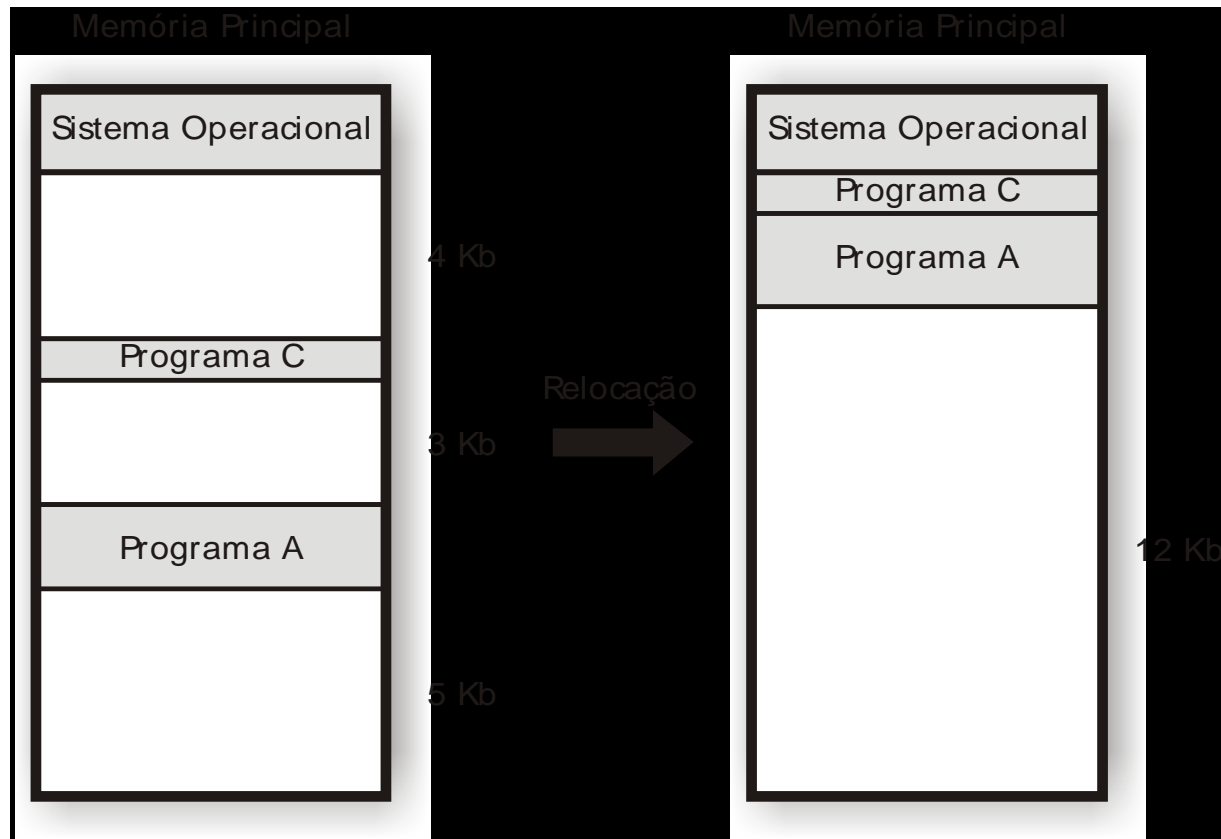 Memória Principal
Sistema Operacional
4 Kb
Programa C
3 Kb
Programa A
5 Kb
Relocação
Memória Principal
Sistema Operacional
Programa C
Programa A
12 Kb